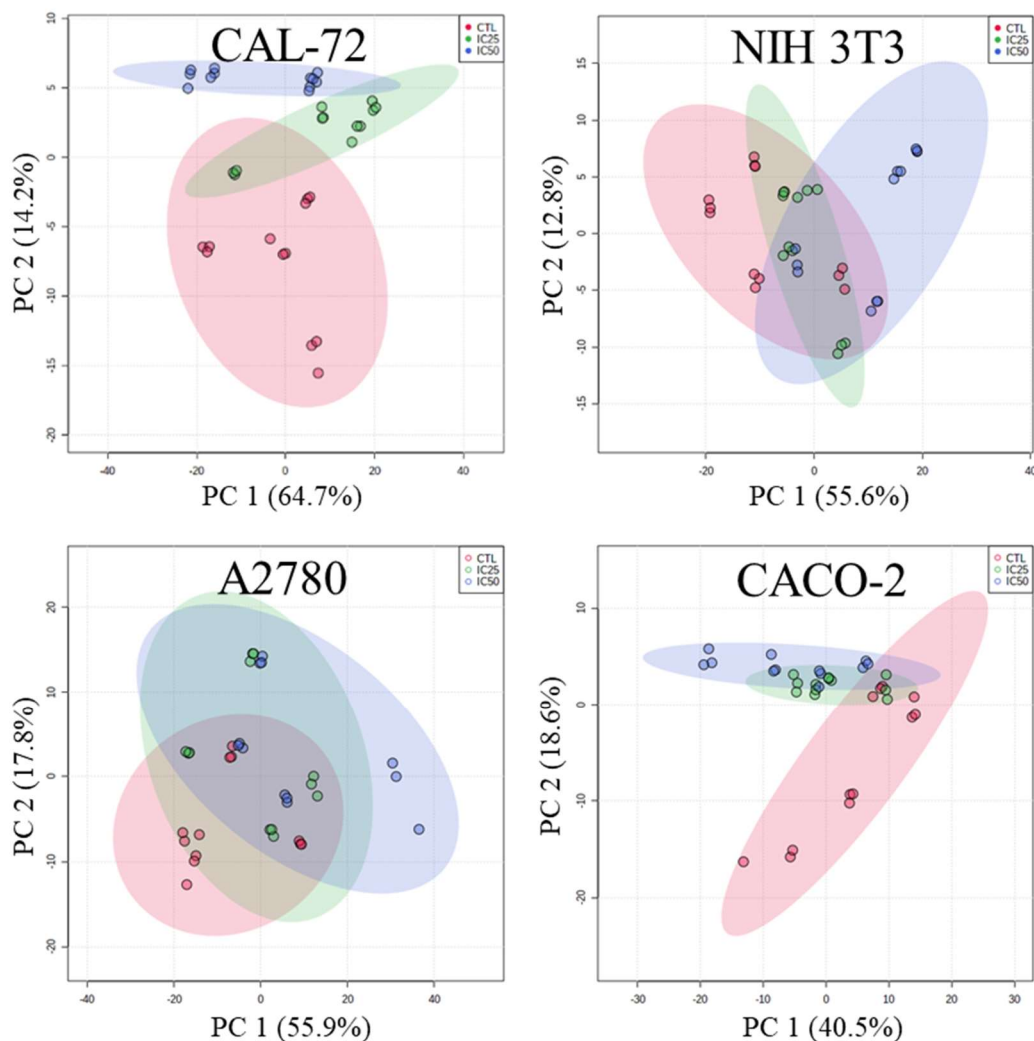 CAL-72
CTL
IC25
IC50
10
5
0
-5
-10
-15
-20
PC 2 (14.2%)
-40
-20
0
20
40
PC 1 (64.7%)
NIH 3T3
CTL
IC25
IC50
15
10
5
0
-5
-10
-15
PC 2 (12.8%)
-20
0
20
40
PC 1 (55.6%)
A2780
CTL
IC25
IC50
20
10
0
-10
-20
PC 2 (17.8%)
-40
-20
0
20
40
PC 1 (55.9%)
CACO-2
CTL
IC25
IC50
10
0
-10
-20
PC 2 (18.6%)
-30
-20
-10
0
10
20
30
PC 1 (40.5%)